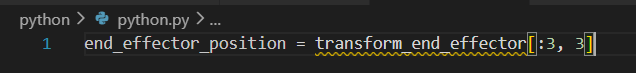 python > python.py > ...
1 end_effector_position = transform_end_effector[:3, 3]